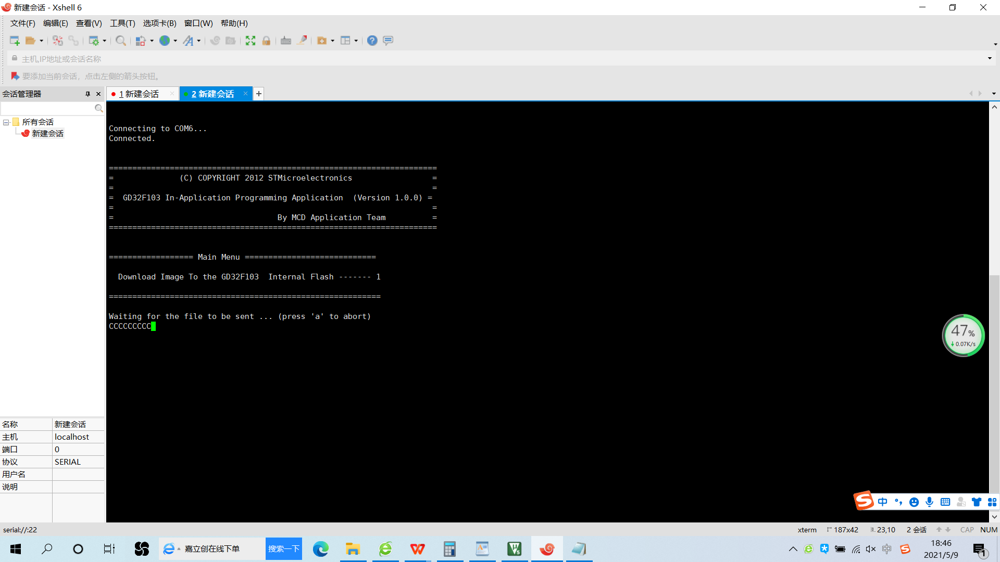 新建会话 - Xshell 6
文件(F) 编辑(E) 查看(V) 工具(T) 选项卡(B) 窗口(W) 帮助(H)
主机,IP地址或会话名称
要添加当前会话，点击左侧的箭头按钮。
会话管理器
1 新建会话
2 新建会话
所有会话
新建会话
Connecting to COM6...
Connected.
======================================================================
=              (C) COPYRIGHT 2012 STMicroelectronics                 =
=                                                                    =
=  GD32F103 In-Application Programming Application  (Version 1.0.0) =
=                                                                    =
=                                   By MCD Application Team          =
======================================================================
================== Main Menu ============================
  Download Image To the GD32F103  Internal Flash ------- 1
==========================================================
Waiting for the file to be sent ... (press 'a' to abort)
CCCCCCCCC
47%
0.07K/s
名称 新建会话
主机 localhost
端口 0
协议 SERIAL
用户名
说明
中
serial://:22
xterm 187x42 23,10 2 会话 CAP NUM
嘉立创在线下单
搜索一下
中
18:46
2021/5/9
1